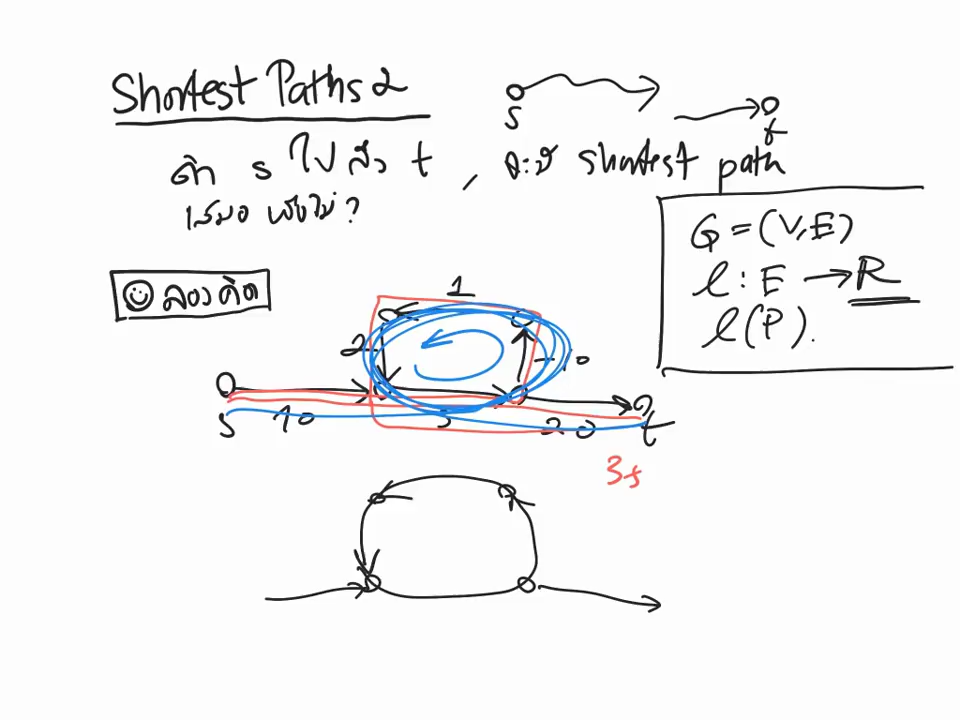 Shortest Paths 2
s
t
ถ้า s ไปถึง t, จะมี shortest path
เสมอ หรือไม่?
G = (V, E)
l : E → R
l(P).
ลองคิด
1
2
-10
s 10 5 20 t
35